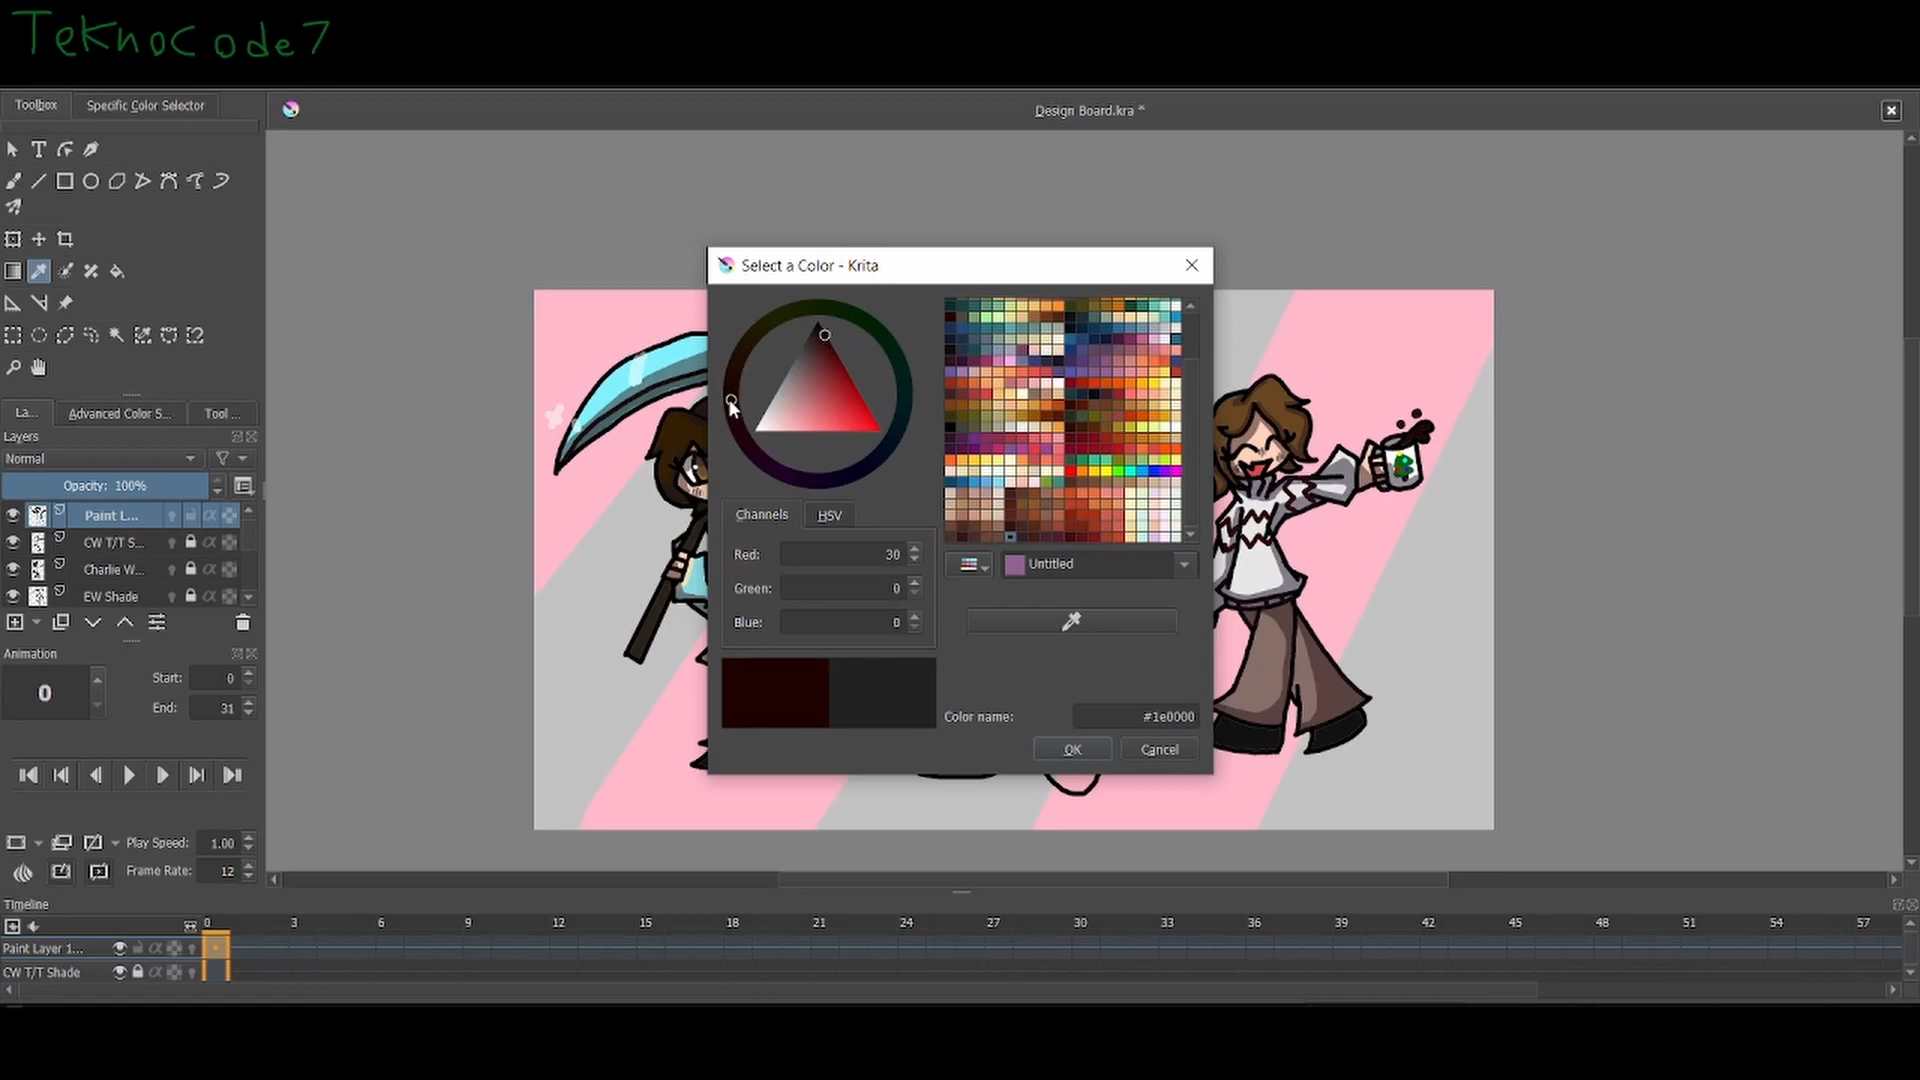 TeKnoCode7
Toolbox
Specific Color Selector
Design Board.kra *
T
La...
Advanced Color S...
Tool ...
Layers
Normal
Opacity: 100%
Paint L...
CW T/T S...
Charlie W...
EW Shade
Animation
0
Start: 0
End: 31
Play Speed: 1.00
Frame Rate: 12
Select a Color - Krita
Channels
HSV
Red: 30
Green: 0
Blue: 0
Untitled
Color name: #1e0000
OK
Cancel
Timeline
0 3 6 9 12 15 18 21 24 27 30 33 36 39 42 45 48 51 54 57
Paint Layer 1...
CW T/T Shade